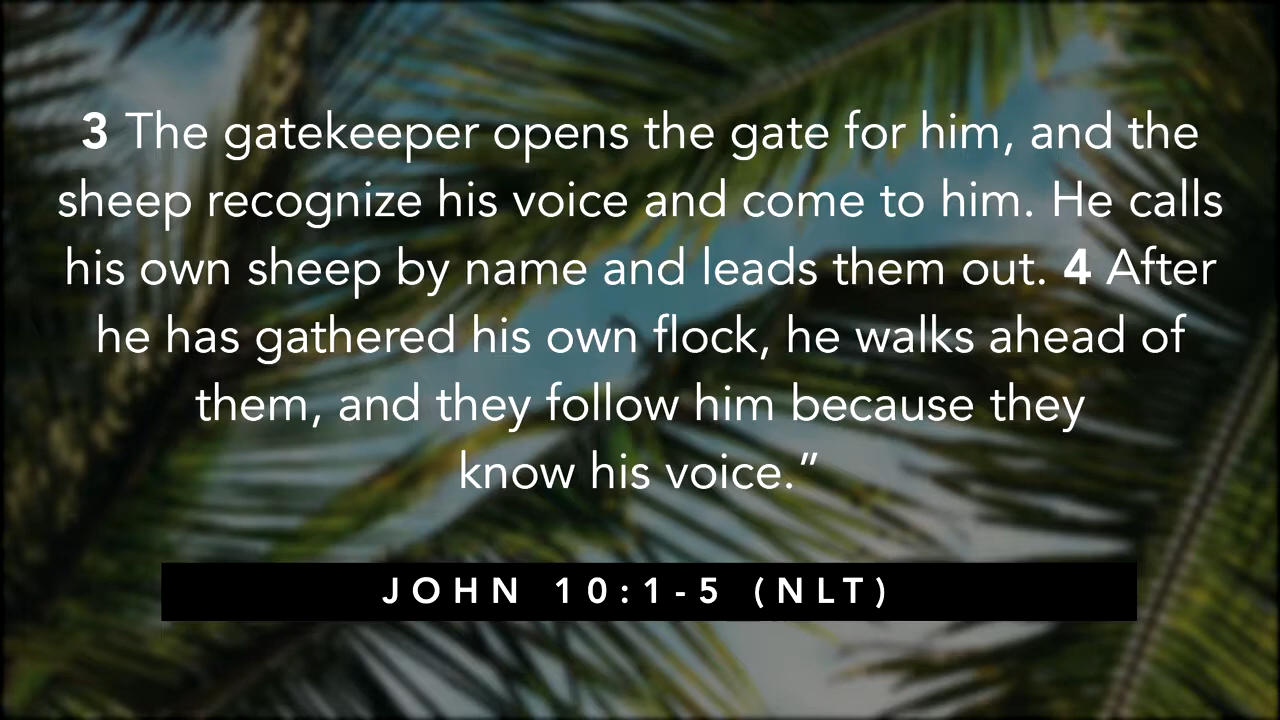 3 The gatekeeper opens the gate for him, and the
sheep recognize his voice and come to him. He calls
his own sheep by name and leads them out. 4 After
he has gathered his own flock, he walks ahead of
them, and they follow him because they
know his voice.”
JOHN 10:1-5 (NLT)